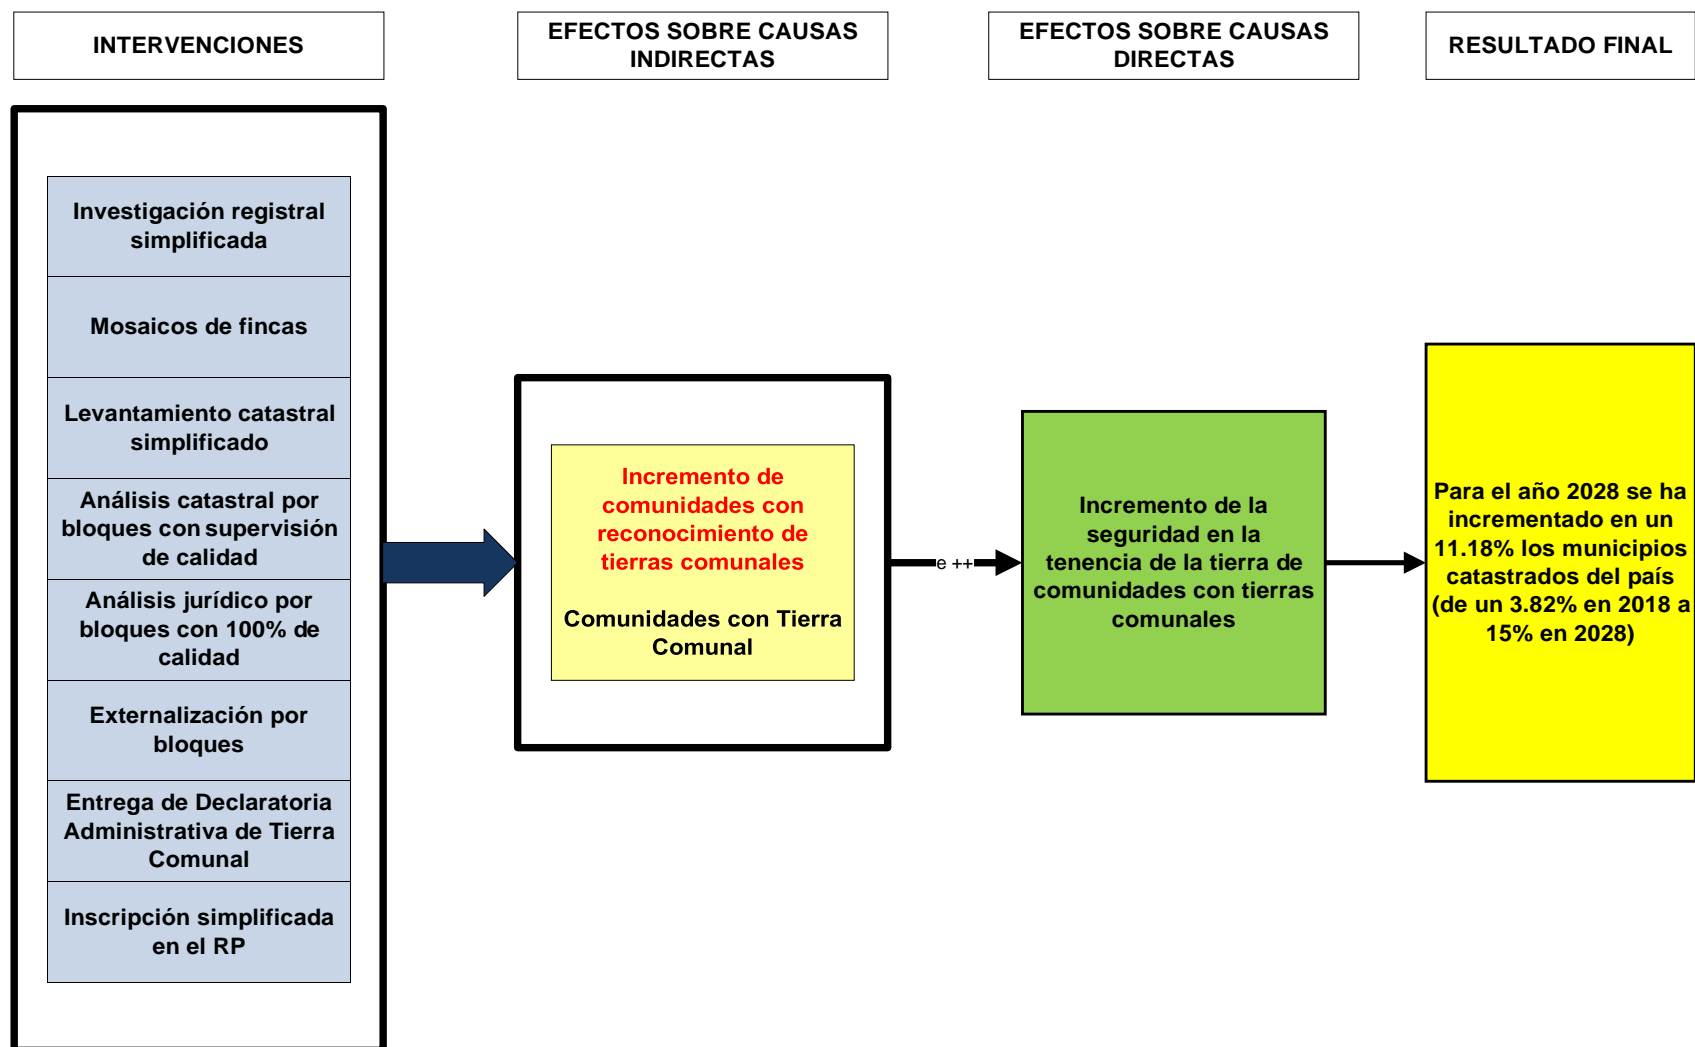 INTERVENCIONES
EFECTOS SOBRE CAUSAS
INDIRECTAS
EFECTOS SOBRE CAUSAS
DIRECTAS
RESULTADO FINAL
Investigación registral
simplificada
Mosaicos de fincas
Levantamiento catastral
simplificado
Análisis catastral por
bloques con supervisión
de calidad
Análisis jurídico por
bloques con 100% de
calidad
Externalización por
bloques
Entrega de Declaratoria
Administrativa de Tierra
Comunal
Inscripción simplificada
en el RP
Incremento de
comunidades con
reconocimiento de
tierras comunales
Comunidades con Tierra
Comunal
e ++
Incremento de la
seguridad en la
tenencia de la tierra de
comunidades con tierras
comunales
Para el año 2028 se ha
incrementado en un
11.18% los municipios
catastrados del país
(de un 3.82% en 2018 a
15% en 2028)